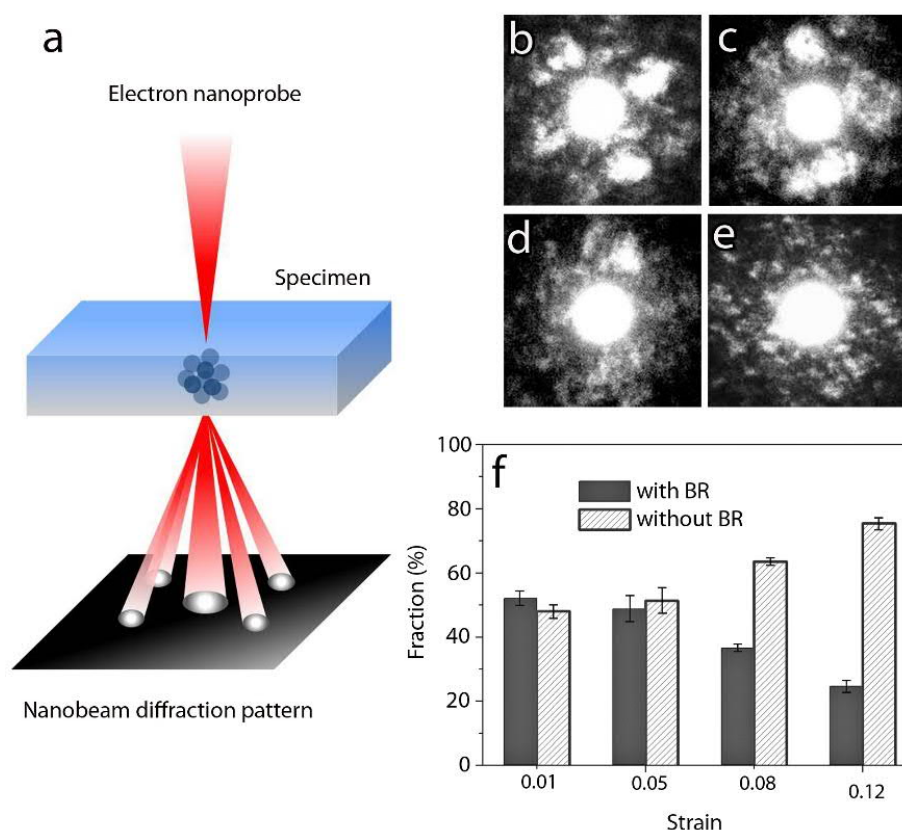 a
Electron nanoprobe
Specimen
Nanobeam diffraction pattern
b
c
d
e
f
with BR
without BR
Fraction (%)
100
80
60
40
20
0
0.01
0.05
0.08
0.12
Strain